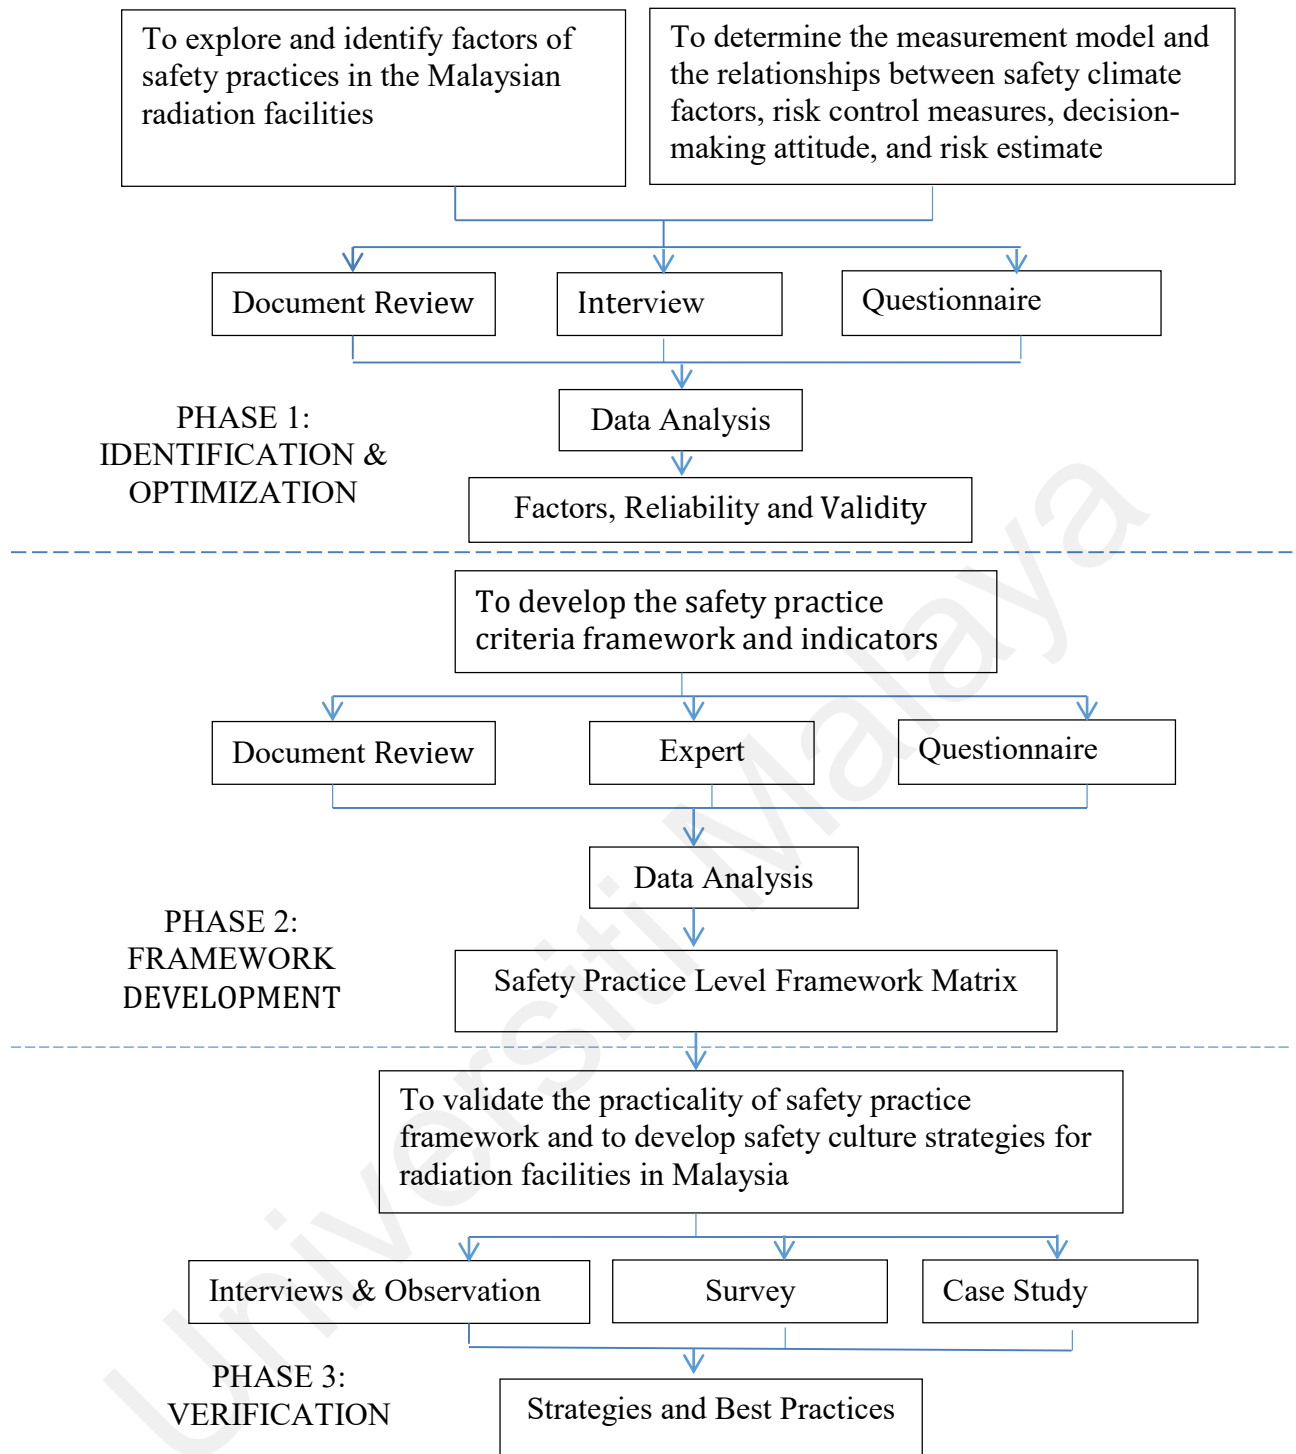 To explore and identify factors of
safety practices in the Malaysian
radiation facilities
To determine the measurement model and
the relationships between safety climate
factors, risk control measures, decision-
making attitude, and risk estimate
Document Review
Interview
Questionnaire
Data Analysis
PHASE 1:
IDENTIFICATION &
OPTIMIZATION
Factors, Reliability and Validity
To develop the safety practice
criteria framework and indicators
Document Review
Expert
Questionnaire
Data Analysis
PHASE 2:
FRAMEWORK
DEVELOPMENT
Safety Practice Level Framework Matrix
To validate the practicality of safety practice
framework and to develop safety culture strategies for
radiation facilities in Malaysia
Interviews & Observation
Survey
Case Study
PHASE 3:
VERIFICATION
Strategies and Best Practices
Universiti Malaya